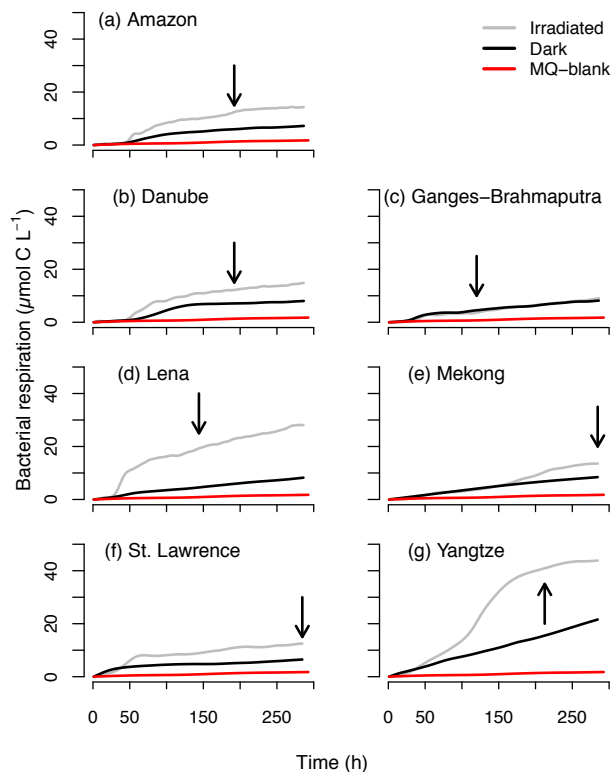 (a) Amazon
Irradiated
Dark
MQ−blank
0
20
40
(b) Danube
(c) Ganges−Brahmaputra
0
20
40
Bacterial respiration (µmol C L−1)
(d) Lena
(e) Mekong
0
20
40
(f) St. Lawrence
(g) Yangtze
0
20
40
0 50 150 250
0 50 150 250
Time (h)